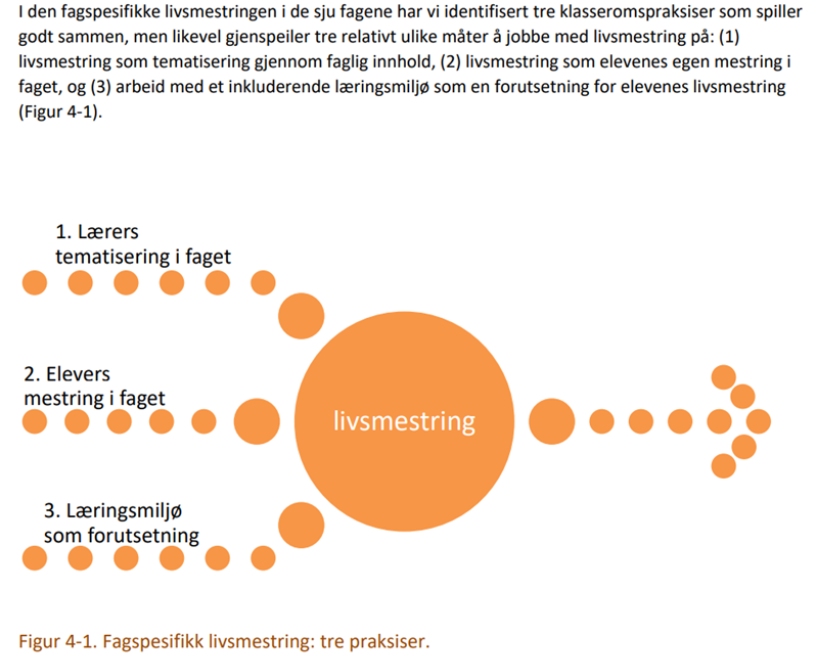 I den fagspesifikke livsmestringen i de sju fagene har vi identifisert tre klasseromspraksiser som spiller
godt sammen, men likevel gjenspeiler tre relativt ulike måter å jobbe med livsmestring på: (1)
livsmestring som tematisering gjennom faglig innhold, (2) livsmestring som elevenes egen mestring i
faget, og (3) arbeid med et inkluderende læringsmiljø som en forutsetning for elevenes livsmestring
(Figur 4-1).
1. Lærers
tematisering i faget
2. Elevers
mestring i faget
livsmestring
3. Læringsmiljø
som forutsetning
Figur 4-1. Fagspesifikk livsmestring: tre praksiser.